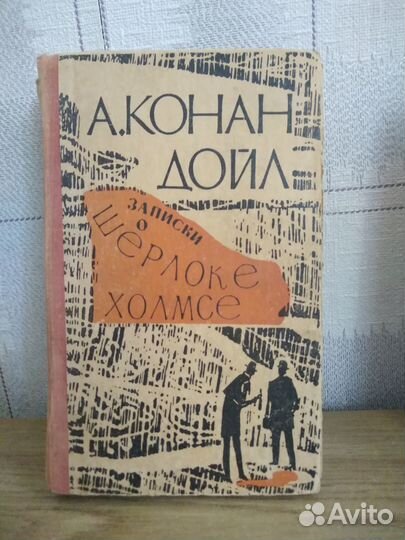 А.КОНАН
ДОЙЛ
ЗАПИСКИ
О
ШЕРЛОКЕ
ХОЛМСЕ
Avito